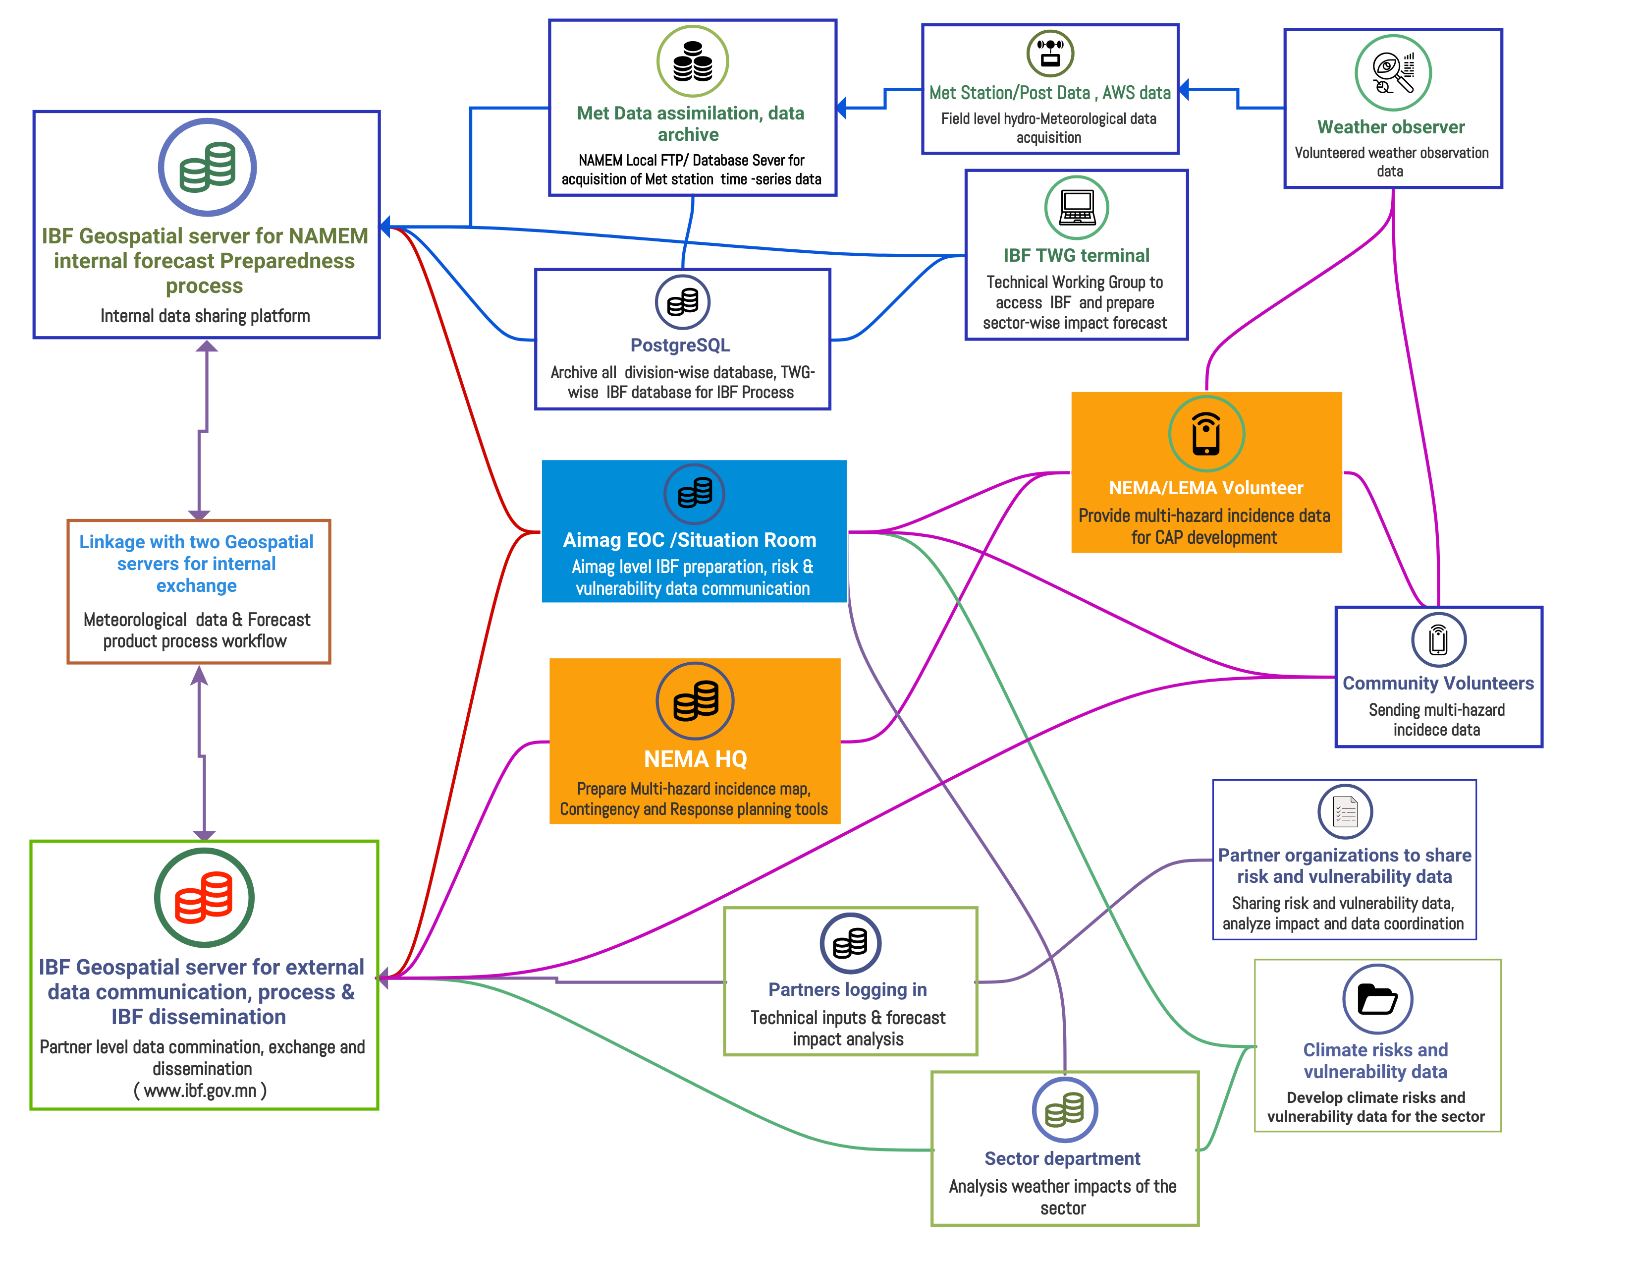 Met Data assimilation, data
archive
NAMEM Local FTP/ Database Sever for
acquisition of Met station time -series data
Met Station/Post Data , AWS data
Field level hydro-Meteorological data
acquisition
Weather observer
Volunteered weather observation
data
IBF Geospatial server for NAMEM
internal forecast Preparedness
process
Internal data sharing platform
IBF TWG terminal
Technical Working Group to
access IBF and prepare
sector-wise impact forecast
PostgreSQL
Archive all division-wise database, TWG-
wise IBF database for IBF Process
NEMA/LEMA Volunteer
Provide multi-hazard incidence data
for CAP development
Linkage with two Geospatial
servers for internal
exchange
Meteorological data & Forecast
product process workflow
Aimag EOC /Situation Room
Aimag level IBF preparation, risk &
vulnerability data communication
Community Volunteers
Sending multi-hazard
incidece data
NEMA HQ
Prepare Multi-hazard incidence map,
Contingency and Response planning tools
Partner organizations to share
risk and vulnerability data
Sharing risk and vulnerability data,
analyze impact and data coordination
IBF Geospatial server for external
data communication, process &
IBF dissemination
Partner level data commination, exchange and
dissemination
( www.ibf.gov.mn )
Partners logging in
Technical inputs & forecast
impact analysis
Climate risks and
vulnerability data
Develop climate risks and
vulnerability data for the sector
Sector department
Analysis weather impacts of the
sector